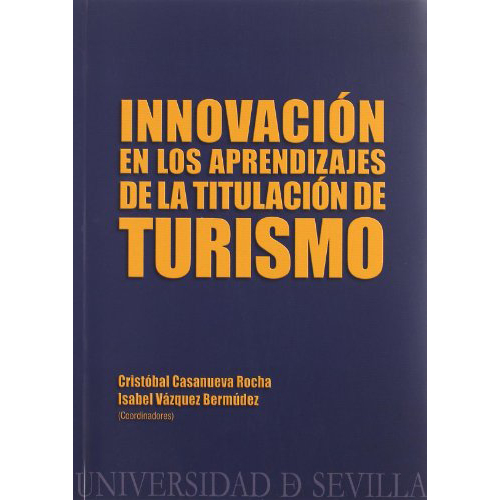 INNOVACIÓN
EN LOS APRENDIZAJES
DE LA TITULACIÓN DE
TURISMO
Cristóbal Casanueva Rocha
Isabel Vázquez Bermúdez
(Coordinadores)
UNIVERSIDAD Ð SEVILLA